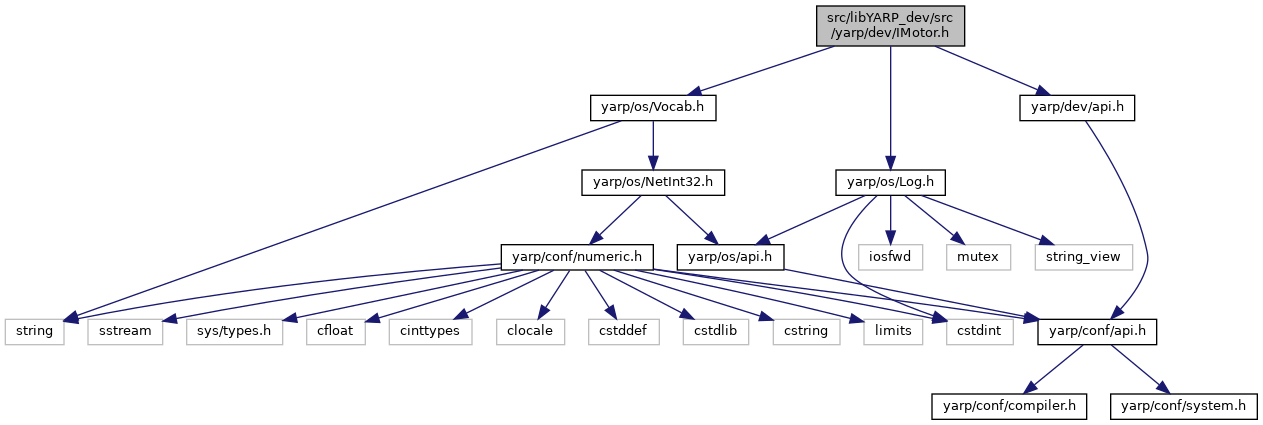 src/libYARP_dev/src
/yarp/dev/IMotor.h
yarp/os/Vocab.h
yarp/dev/api.h
yarp/os/NetInt32.h
yarp/os/Log.h
yarp/conf/numeric.h
yarp/os/api.h
iosfwd
mutex
string_view
string
sstream
sys/types.h
cfloat
cinttypes
clocale
cstddef
cstdlib
cstring
limits
cstdint
yarp/conf/api.h
yarp/conf/compiler.h
yarp/conf/system.h